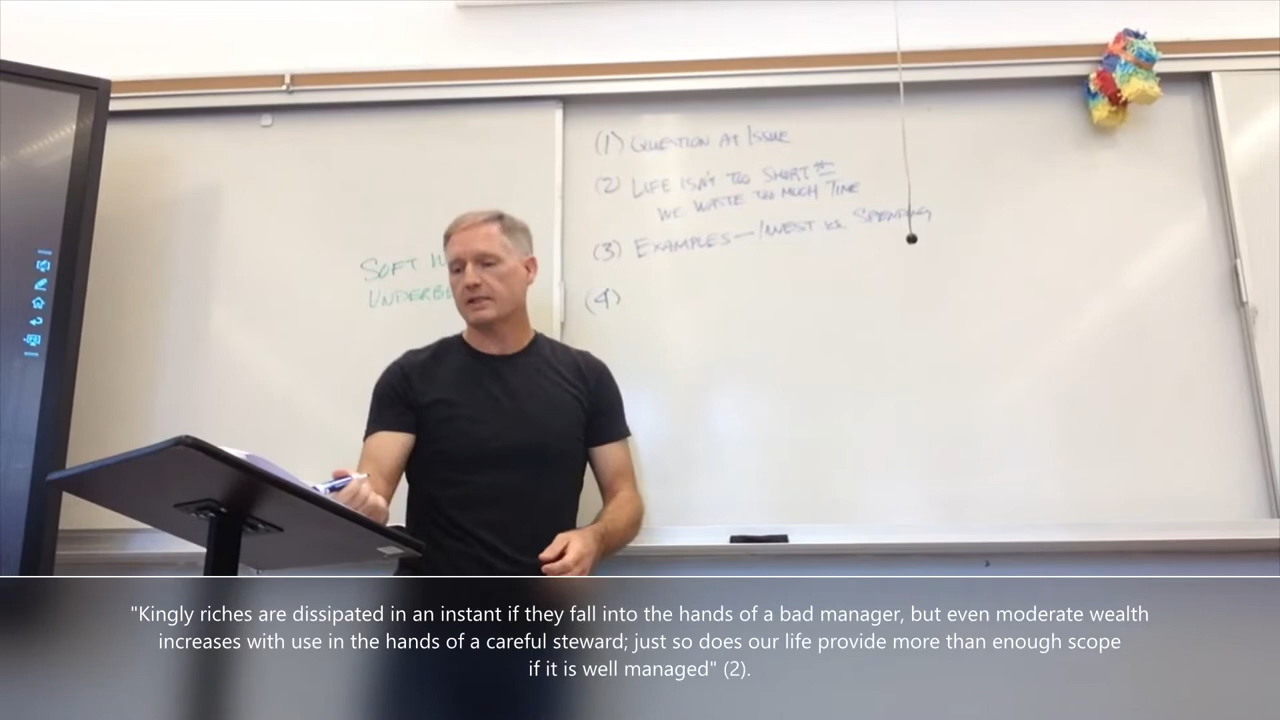 (1) QUESTION AT ISSUE
(2) LIFE ISN'T TOO SHORT
WE WASTE TOO MUCH TIME
(3) EXAMPLES—INVEST vs. SPENDING
(4)
SOFT
"Kingly riches are dissipated in an instant if they fall into the hands of a bad manager, but even moderate wealth
increases with use in the hands of a careful steward; just so does our life provide more than enough scope
if it is well managed" (2).